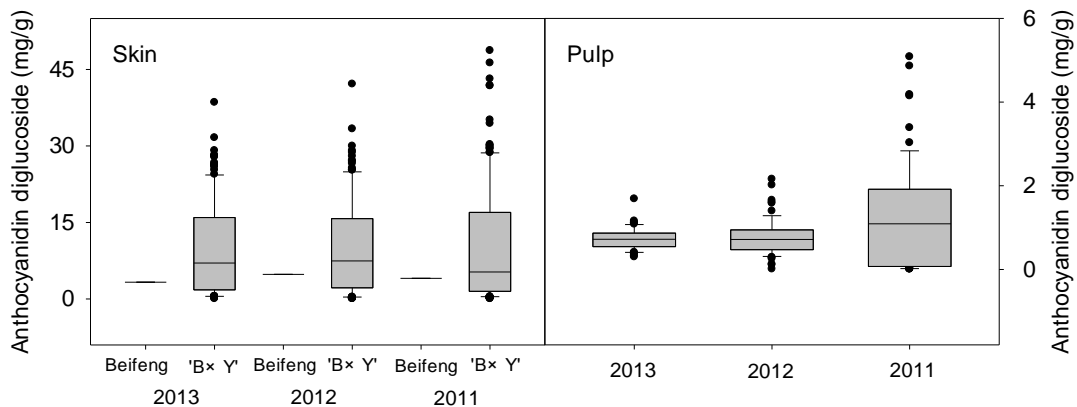 Anthocyanidin diglucoside (mg/g)
45
30
15
0
Skin
Beifeng 'B× Y' Beifeng 'B× Y' Beifeng 'B× Y'
2013 2012 2011
Pulp
2013 2012 2011
6
4
2
0
Anthocyanidin diglucoside (mg/g)